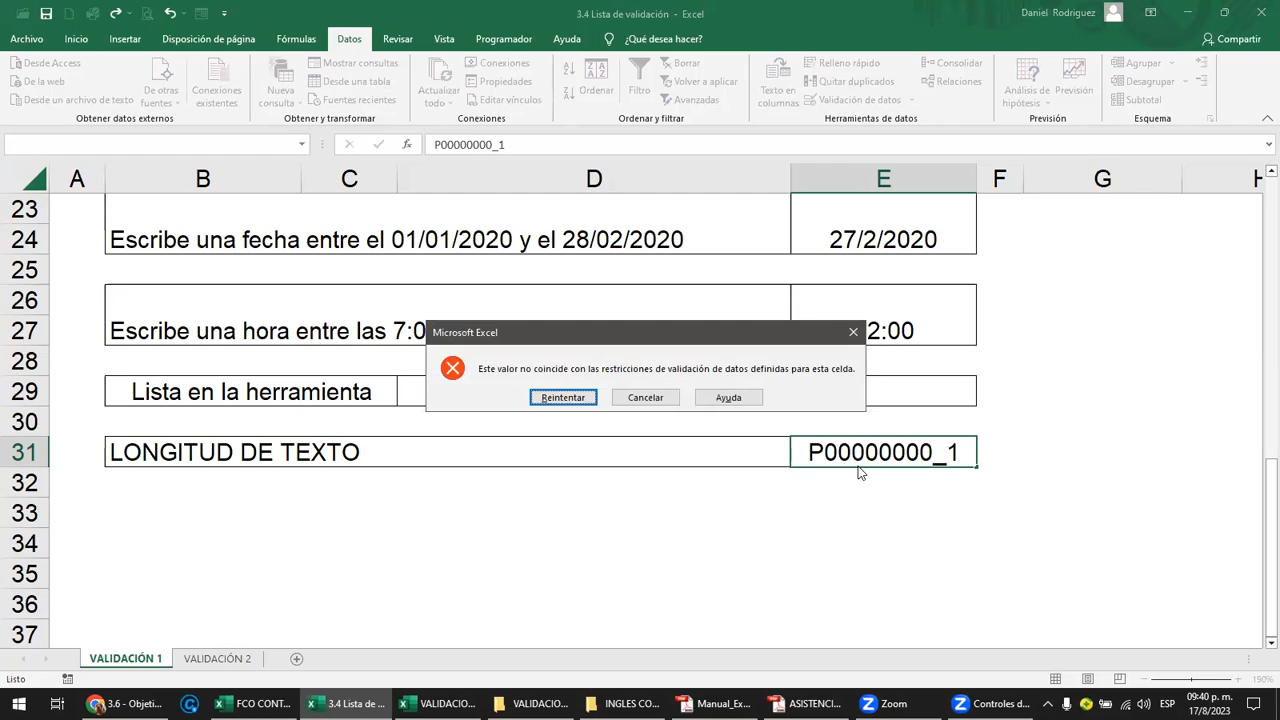 3.4 Lista de validación - Excel
Daniel Rodriguez
Archivo Inicio Insertar Disposición de página Fórmulas Datos Revisar Vista Programador Ayuda ¿Qué desea hacer? Compartir
Desde Access
De la web
Desde un archivo de texto
De otras fuentes
Conexiones existentes
Obtener datos externos
Nueva consulta
Mostrar consultas
Desde una tabla
Fuentes recientes
Obtener y transformar
Actualizar todo
Conexiones
Propiedades
Editar vínculos
Conexiones
Ordenar
Filtro
Borrar
Volver a aplicar
Avanzadas
Ordenar y filtrar
Texto en columnas
Relleno rápido
Quitar duplicados
Validación de datos
Consolidar
Relaciones
Herramientas de datos
Análisis de hipótesis
Previsión
Previsión
Agrupar
Desagrupar
Subtotal
Esquema
fx P00000000_1
A B C D E F G H
23
24 Escribe una fecha entre el 01/01/2020 y el 28/02/2020 27/2/2020
25
26
27 Escribe una hora entre las 7:0 2:00
28
29 Lista en la herramienta
30
31 LONGITUD DE TEXTO P00000000_1
32
33
34
35
36
37
Microsoft Excel
Este valor no coincide con las restricciones de validación de datos definidas para esta celda.
Reintentar Cancelar Ayuda
VALIDACIÓN 1 VALIDACIÓN 2
Listo 190%
3.6 - Objeti... FCO CONT... 3.4 Lista de ... VALIDACIO... VALIDACIO... INGLES CO... Manual_Ex... ASISTENCI... Zoom Controles d... ESP 09:40 p. m.
17/8/2023